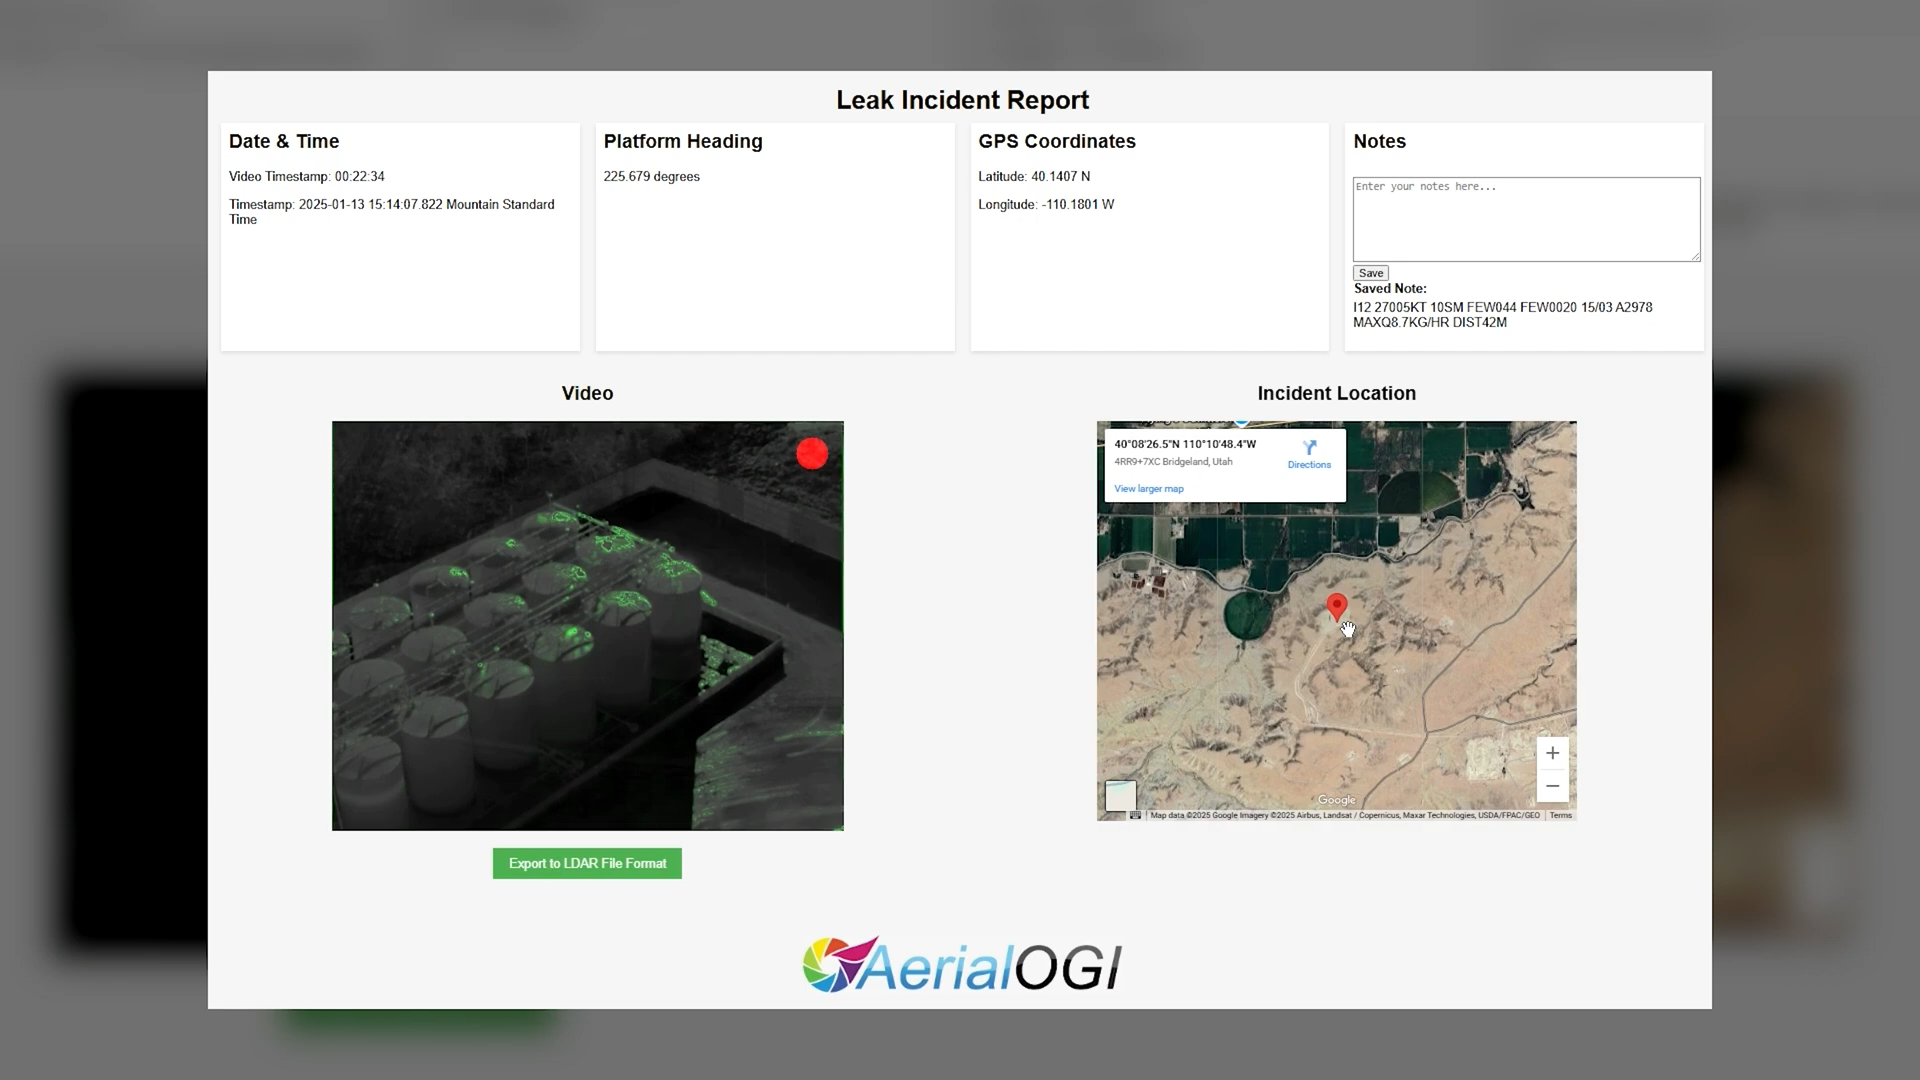 Leak Incident Report
Date & Time
Video Timestamp: 00:22:34
Timestamp: 2025-01-13 15:14:07.822 Mountain Standard
Time
Platform Heading
225.679 degrees
GPS Coordinates
Latitude: 40.1407 N
Longitude: -110.1801 W
Notes
Enter your notes here...
Save
Saved Note:
I12 27005KT 10SM FEW044 FEW0020 15/03 A2978
MAXQ8.7KG/HR DIST42M
Video
Export to LDAR File Format
Incident Location
40°08'26.5"N 110°10'48.4"W
4RR9+7XC Bridgeland, Utah
Directions
View larger map
Google
Map data ©2025 Google Imagery ©2025 Airbus, Landsat / Copernicus, Maxar Technologies, USDA/FPAC/GEO
Terms
AerialOGI